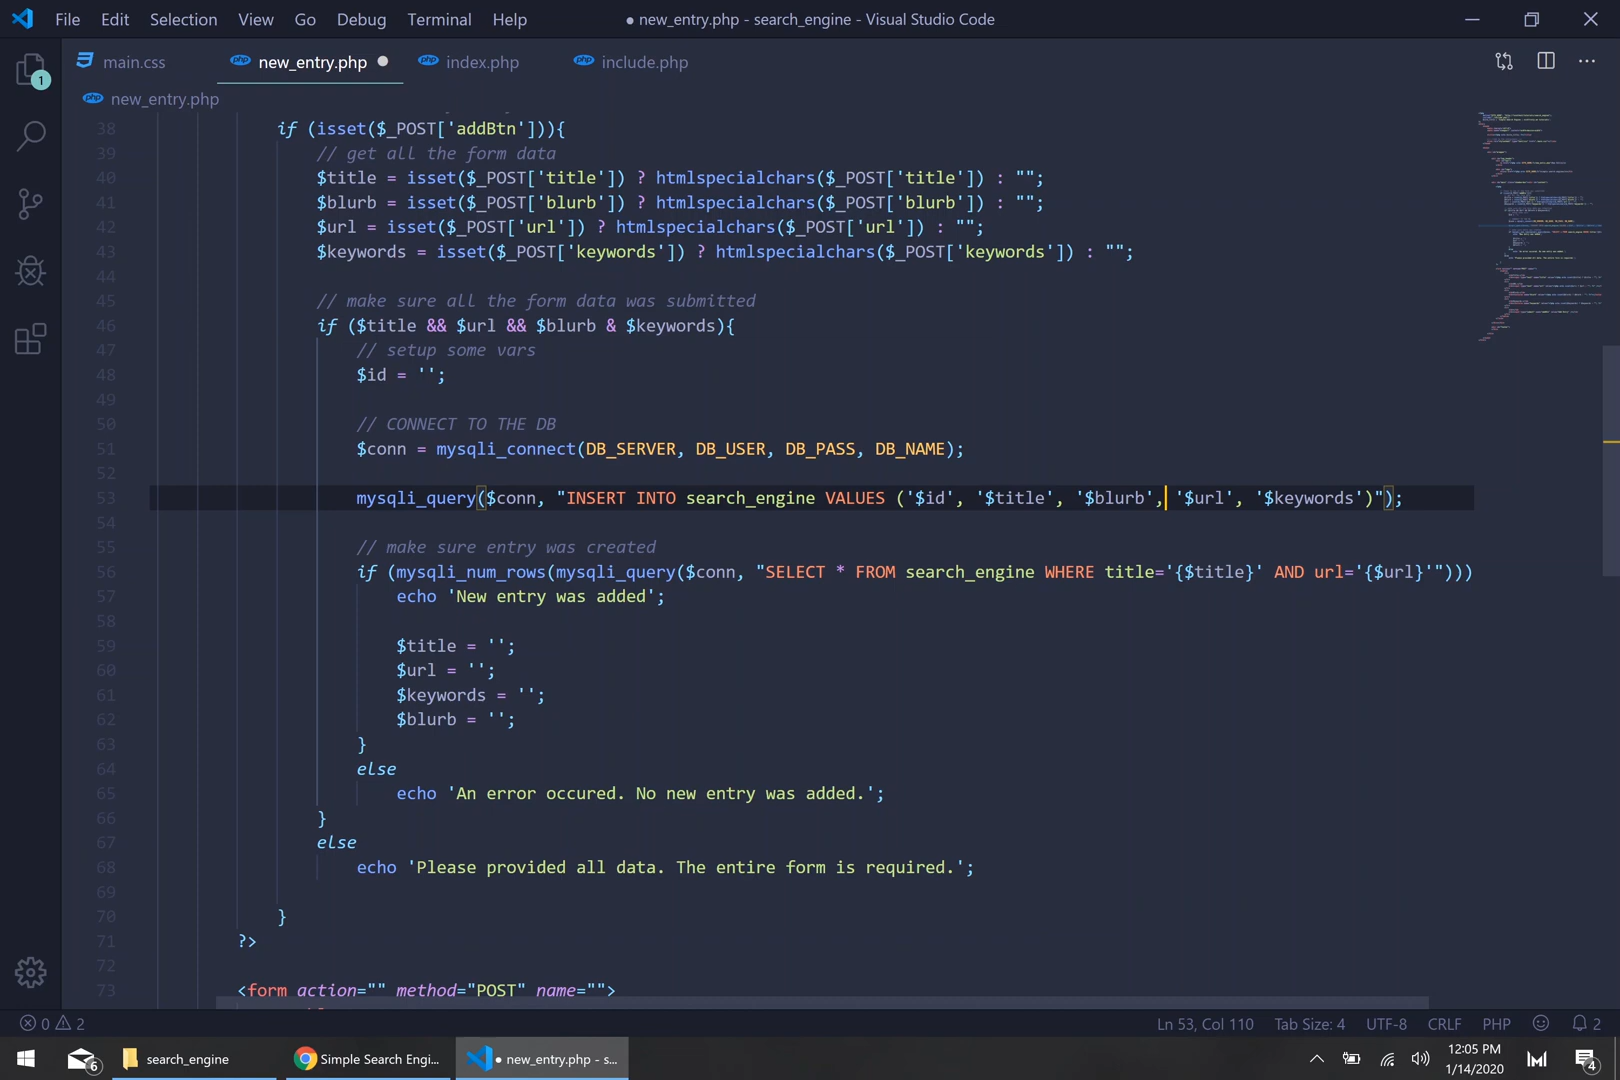 File Edit Selection View Go Debug Terminal Help
● new_entry.php - search_engine - Visual Studio Code
main.css
php new_entry.php ●
php index.php
php include.php
1
php new_entry.php
38 if (isset($_POST['addBtn'])){
39 // get all the form data
40 $title = isset($_POST['title']) ? htmlspecialchars($_POST['title']) : "";
41 $blurb = isset($_POST['blurb']) ? htmlspecialchars($_POST['blurb']) : "";
42 $url = isset($_POST['url']) ? htmlspecialchars($_POST['url']) : "";
43 $keywords = isset($_POST['keywords']) ? htmlspecialchars($_POST['keywords']) : "";
44
45 // make sure all the form data was submitted
46 if ($title && $url && $blurb & $keywords){
47 // setup some vars
48 $id = '';
49
50 // CONNECT TO THE DB
51 $conn = mysqli_connect(DB_SERVER, DB_USER, DB_PASS, DB_NAME);
52
53 mysqli_query($conn, "INSERT INTO search_engine VALUES ('$id', '$title', '$blurb', '$url', '$keywords')");
54
55 // make sure entry was created
56 if (mysqli_num_rows(mysqli_query($conn, "SELECT * FROM search_engine WHERE title='{$title}' AND url='{$url}'")))
57 echo 'New entry was added';
58
59 $title = '';
60 $url = '';
61 $keywords = '';
62 $blurb = '';
63 }
64 else
65 echo 'An error occured. No new entry was added.';
66 }
67 else
68 echo 'Please provided all data. The entire form is required.';
69
70 }
71 ?>
72
73 <form action="" method="POST" name="">
0 2
Ln 53, Col 110 Tab Size: 4 UTF-8 CRLF PHP 2
6 search_engine Simple Search Engi... ● new_entry.php - s...
12:05 PM
1/14/2020
4